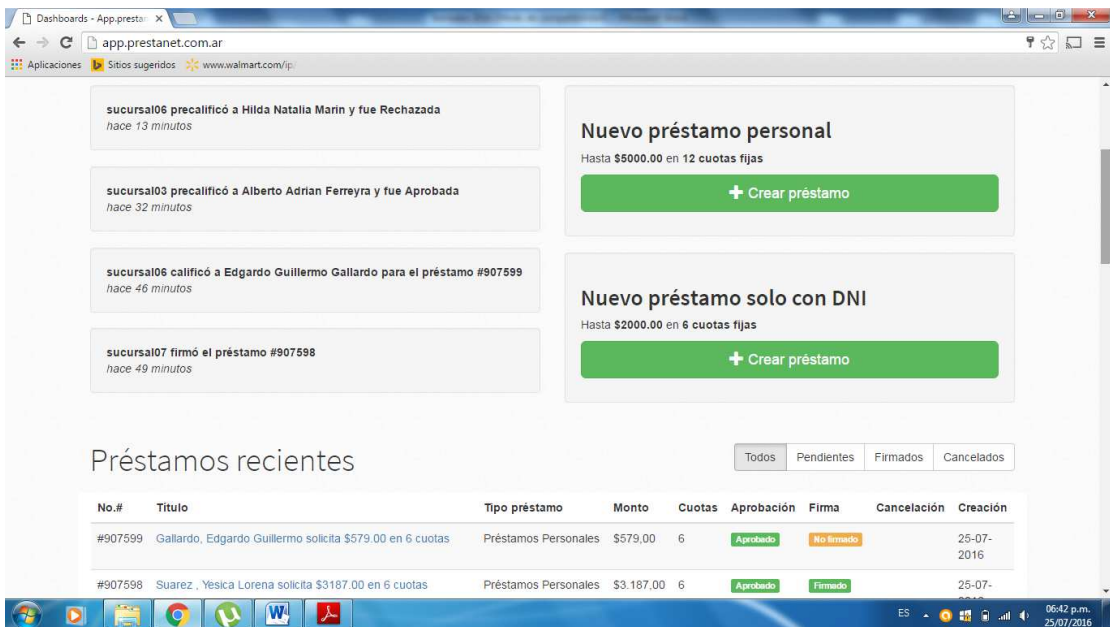 Dashboards - App.prestar
app.prestanet.com.ar
Aplicaciones Sitios sugeridos www.walmart.com/ip/
sucursal06 precalificó a Hilda Natalia Marin y fue Rechazada
hace 13 minutos
sucursal03 precalificó a Alberto Adrian Ferreyra y fue Aprobada
hace 32 minutos
sucursal06 calificó a Edgardo Guillermo Gallardo para el préstamo #907599
hace 46 minutos
sucursal07 firmó el préstamo #907598
hace 49 minutos
Nuevo préstamo personal
Hasta $5000.00 en 12 cuotas fijas
Crear préstamo
Nuevo préstamo solo con DNI
Hasta $2000.00 en 6 cuotas fijas
Crear préstamo
Préstamos recientes
Todos Pendientes Firmados Cancelados
No.# Título Tipo préstamo Monto Cuotas Aprobación Firma Cancelación Creación
#907599 Gallardo, Edgardo Guillermo solicita $579.00 en 6 cuotas Préstamos Personales $579,00 6 Aprobado No firmado 25-07-
2016
#907598 Suarez , Yesica Lorena solicita $3187.00 en 6 cuotas Préstamos Personales $3.187,00 6 Aprobado Firmado 25-07-
ES 06:42 p.m.
25/07/2016